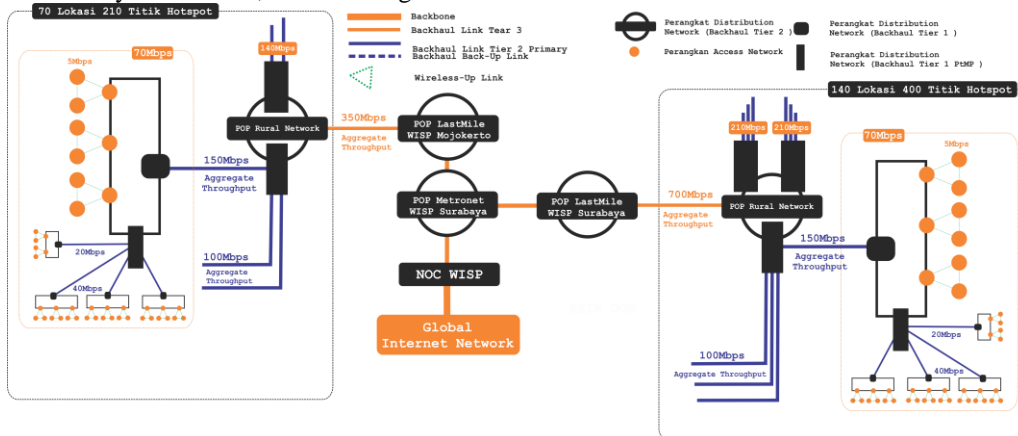 70 Lokasi 210 Titik Hotspot
Backbone
Backhaul Link Tear 3
Backhaul Link Tier 2 Primary
Backhaul Back-Up Link
Wireless-Up Link
Perangkat Distribution
Network (Backhaul Tier 2 )
Perangkan Access Network
Perangkat Distribution
Network (Backhaul Tier 1 )
Perangkat Distribution
Network (Backhaul Tier 1 PtMP )
140 Lokasi 400 Titik Hotspot
70Mbps
5Mbps
140Mbps
POP Rural Network
150Mbps
Aggregate
Throughput
100Mbps
Aggregate
Throughput
20Mbps
40Mbps
350Mbps
Aggregate
Throughput
POP LastMile
WISP Mojokerto
POP Metronet
WISP Surabaya
NOC WISP
Global
Internet Network
POP LastMile
WISP Surabaya
700Mbps
Aggregate
Throughput
210Mbps
210Mbps
POP Rural Network
150Mbps
Aggregate
Throughput
100Mbps
Aggregate Throughput
70Mbps
5Mbps
20Mbps
40Mbps